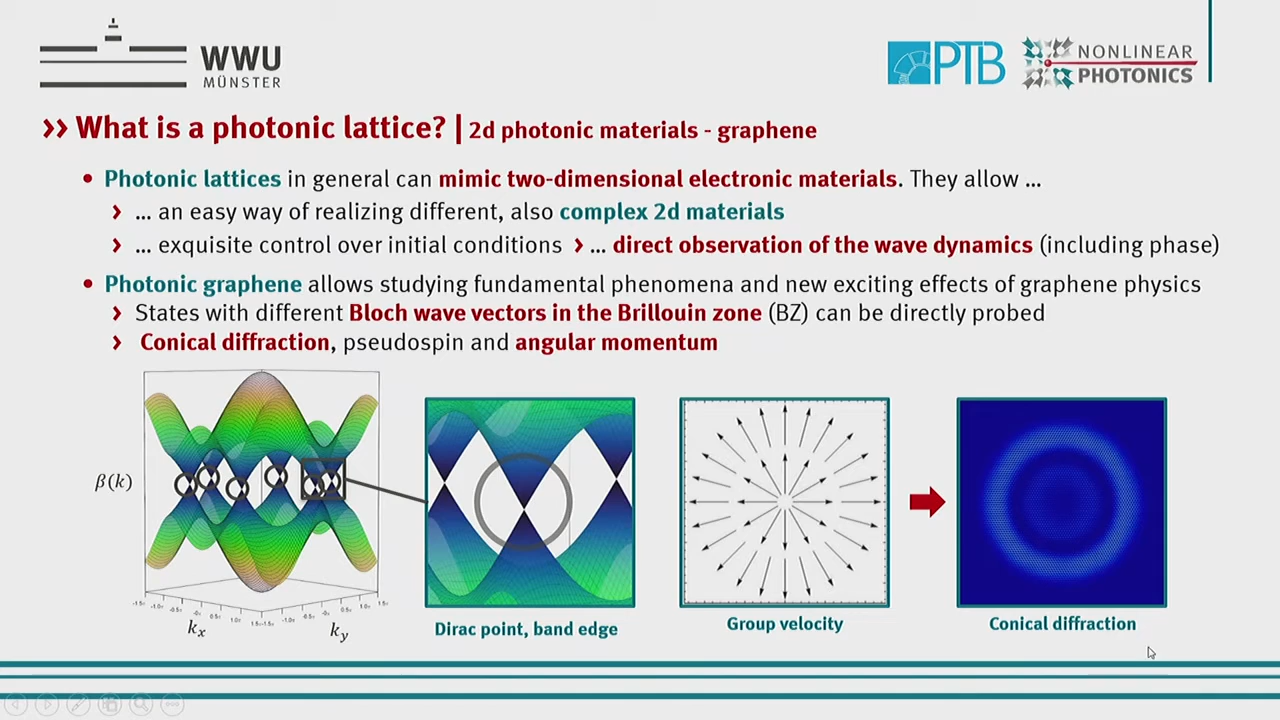 WWU
MÜNSTER
PTB
NONLINEAR
PHOTONICS
›› What is a photonic lattice? | 2d photonic materials - graphene
• Photonic lattices in general can mimic two-dimensional electronic materials. They allow ...
› ... an easy way of realizing different, also complex 2d materials
› ... exquisite control over initial conditions › ... direct observation of the wave dynamics (including phase)
• Photonic graphene allows studying fundamental phenomena and new exciting effects of graphene physics
› States with different Bloch wave vectors in the Brillouin zone (BZ) can be directly probed
› Conical diffraction, pseudospin and angular momentum
β(k)
kx
ky
Dirac point, band edge
Group velocity
Conical diffraction